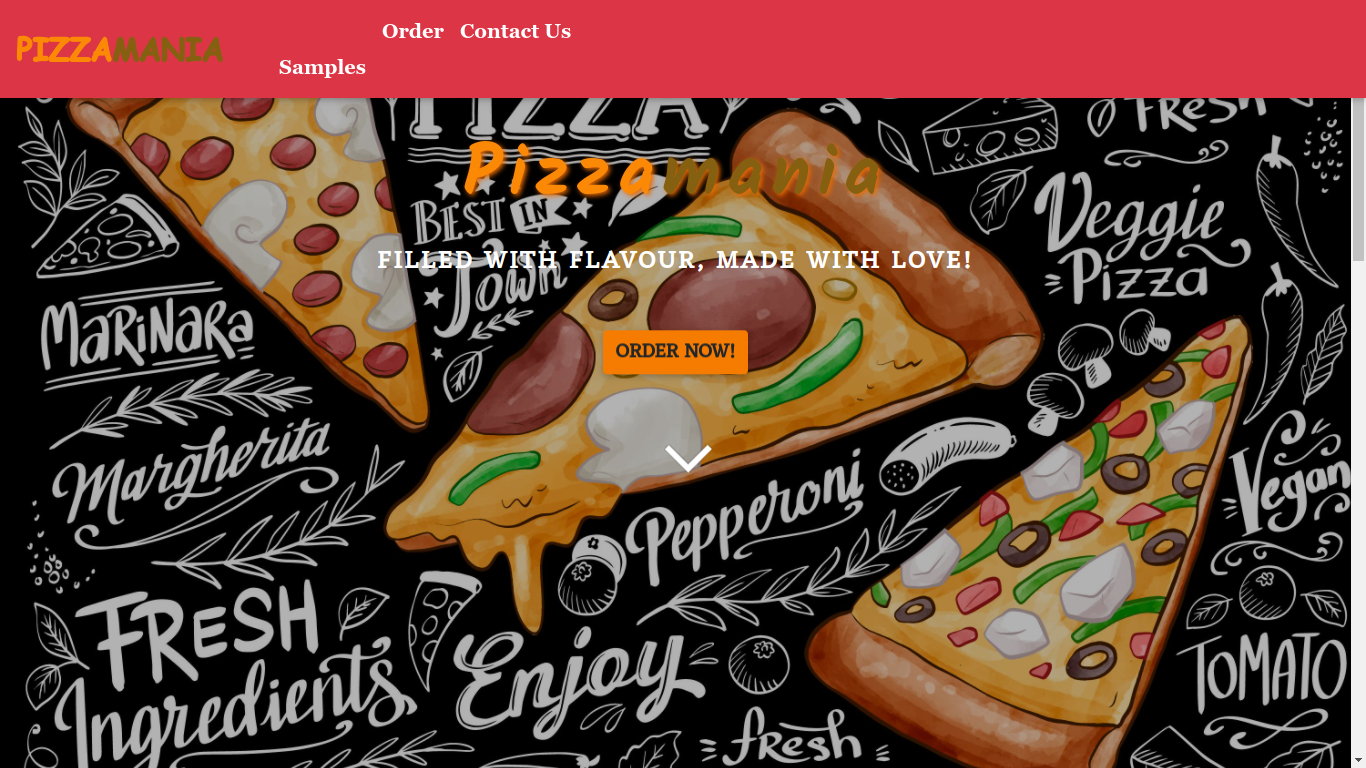 PIZZAMANIA
Order Contact Us
Samples
PIZZA
Pizzamania
BEST IN
Town
FRESH
Veggie
Pizza
FILLED WITH FLAVOUR, MADE WITH LOVE!
MARINARA
ORDER NOW!
Margherita
Pepperoni
Vegan
FRESH
Ingredients
Enjoy
TOMATO
fresh